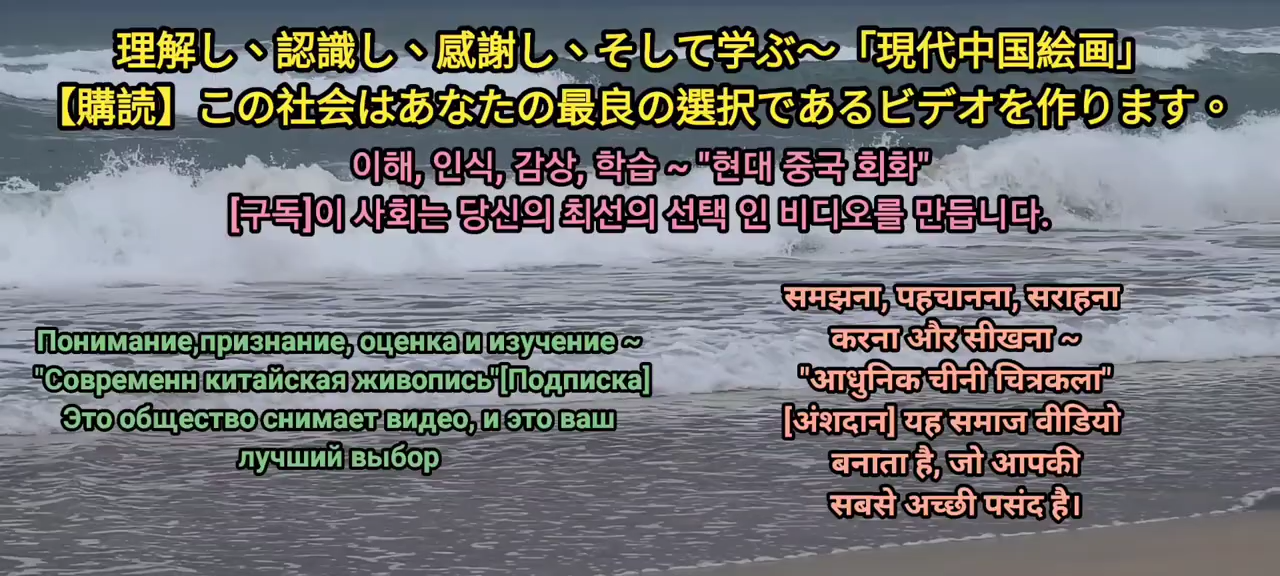 理解し、認識し、感謝し、そして学ぶ～「現代中国絵画」
【購読】この社会はあなたの最良の選択であるビデオを作ります。
이해, 인식, 감상, 학습 ~ "현대 중국 회화"
[구독]이 사회는 당신의 최선의 선택 인 비디오를 만듭니다.
Понимание,признание, оценка и изучение ~
"Современн китайская живопись"[Подписка]
Это общество снимает видео, и это ваш
лучший выбор
समझना, पहचानना, सराहना
करना और सीखना ~
"आधुनिक चीनी चित्रकला"
[अंशदान] यह समाज वीडियो
बनाता है, जो आपकी
सबसे अच्छी पसंद है।